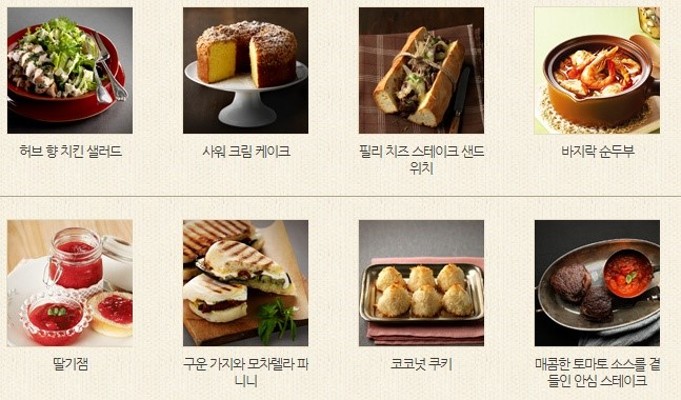 허브 향 치킨 샐러드
사워 크림 케이크
필리 치즈 스테이크 샌드
위치
바지락 순두부
딸기잼
구운 가지와 모차렐라 파
니니
코코넛 쿠키
매콤한 토마토 소스를 곁
들인 안심 스테이크